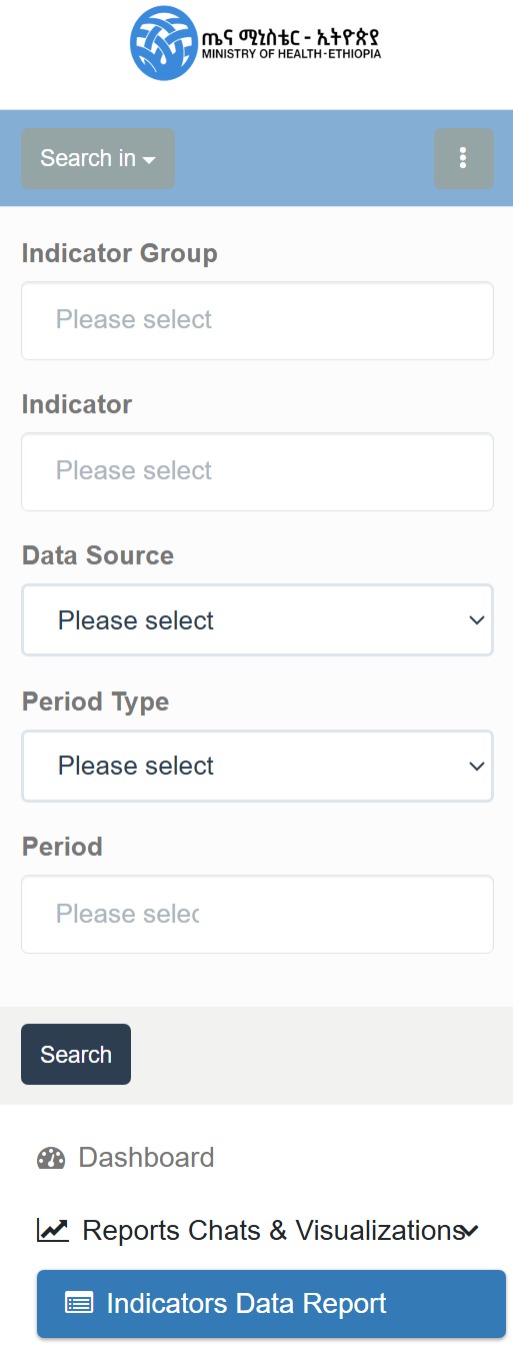 ጤና ሚኒስቴር - ኢትዮጵያ
MINISTRY OF HEALTH-ETHIOPIA
Search in
Indicator Group
Please select
Indicator
Please select
Data Source
Please select
Period Type
Please select
Period
Please selec
Search
Dashboard
Reports Chats & Visualizations
Indicators Data Report